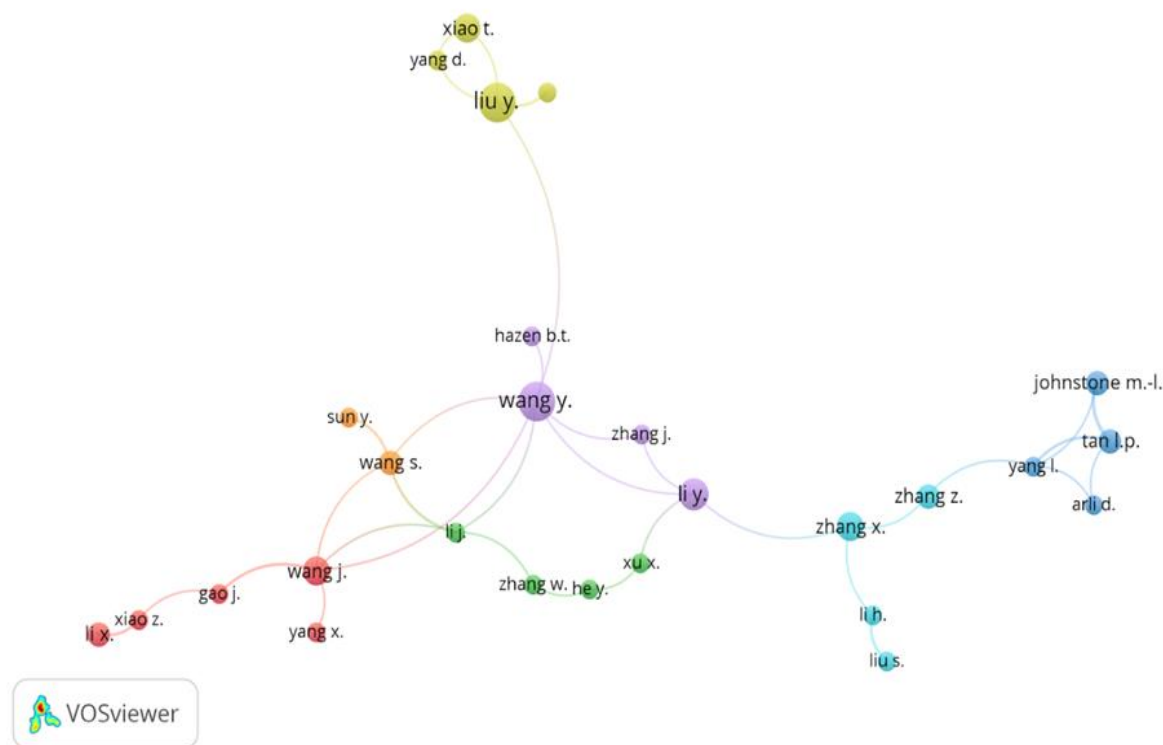 xiao t.
yang d.
liu y.
hazen b.t.
wang y.
johnstone m.-l.
sun y.
zhang j.
tan l.p.
wang s.
yang l.
li y.
zhang z.
arli d.
li j.
zhang x.
xu x.
wang j.
zhang w.
he y.
gao j.
xiao z.
li h.
li x.
yang x.
liu s.
VOSviewer